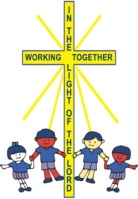 IN THE LIGHT OF THE LORD
WORKING TOGETHER